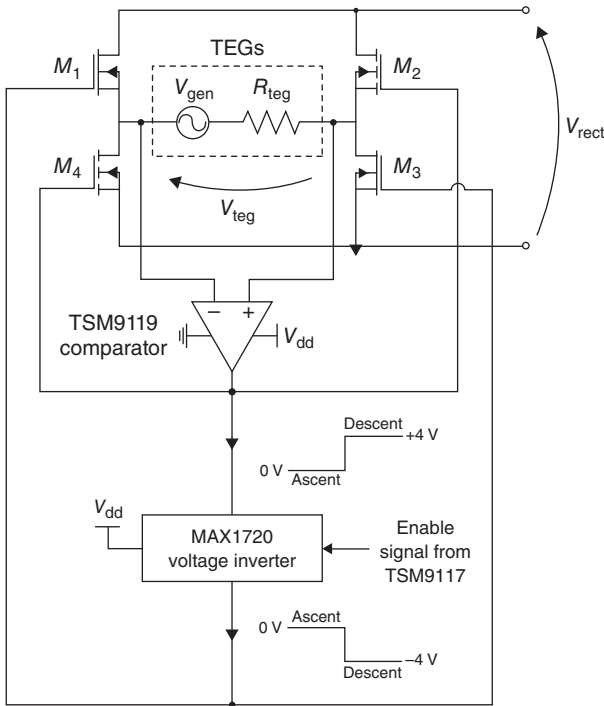 TEGs
M1
M2
Vgen
Rteg
Vrect
M4
M3
Vteg
− +
TSM9119
comparator
Vdd
Descent
+4 V
0 V
Ascent
Vdd
MAX1720
voltage inverter
Enable
signal from
TSM9117
0 V
Ascent
−4 V
Descent